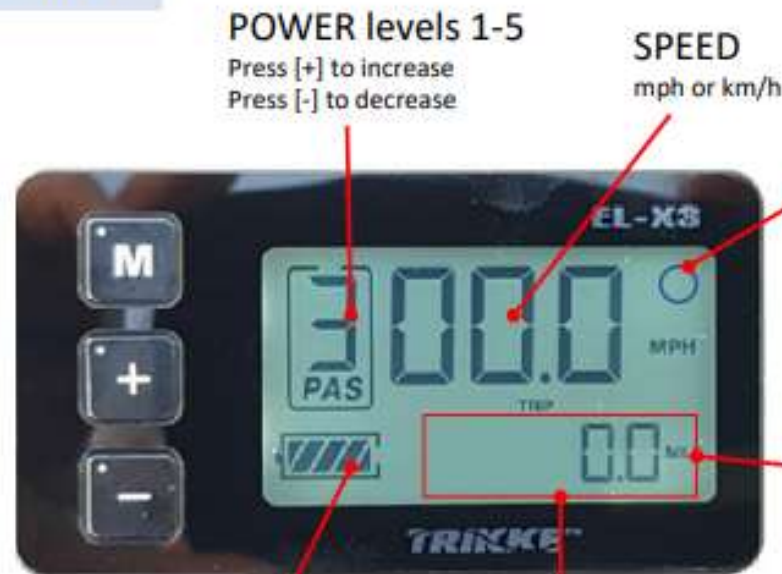 POWER levels 1-5
Press [+] to increase
Press [-] to decrease
SPEED
mph or km/h
EL-X3
M
3
00.0
MPH
+
PAS
TRIP
0.0
-
TRIKKE